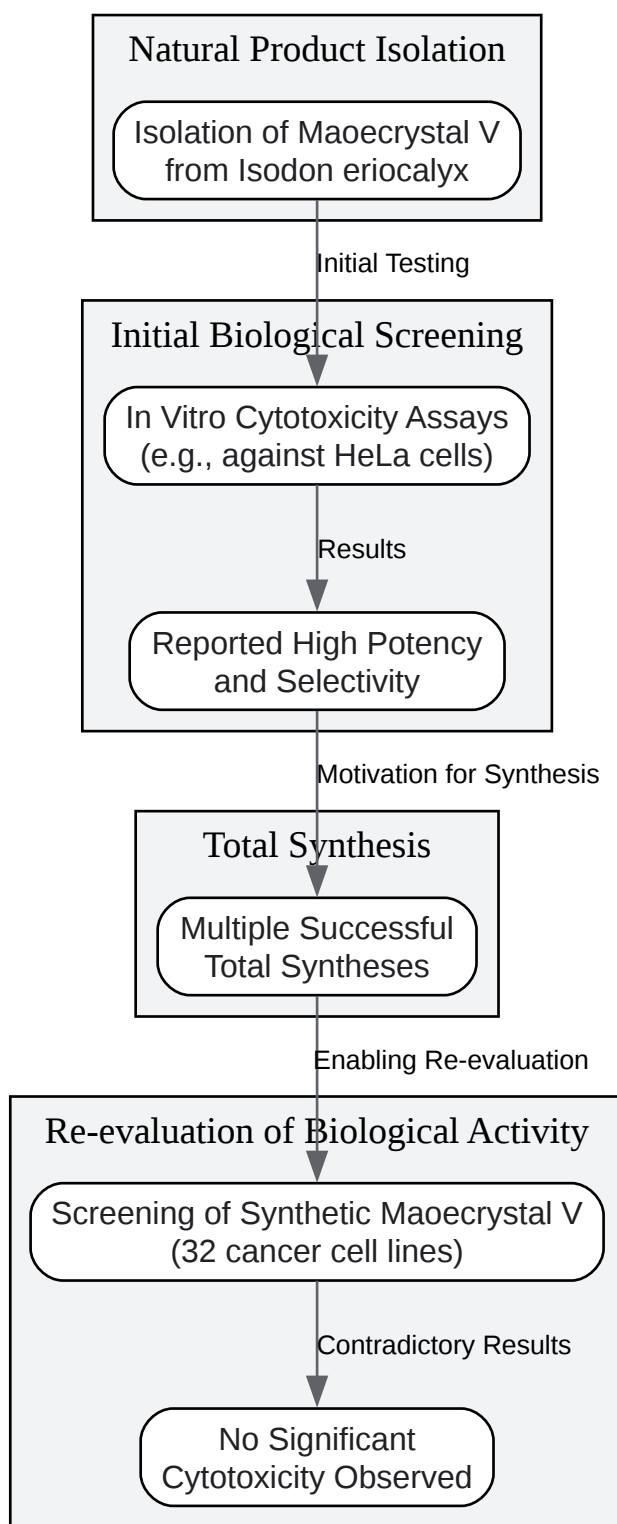 Natural Product Isolation
Isolation of Maoecrystal V
from Isodon eriocalyx
Initial Testing
Initial Biological Screening
In Vitro Cytotoxicity Assays
(e.g., against HeLa cells)
Results
Reported High Potency
and Selectivity
Motivation for Synthesis
Total Synthesis
Multiple Successful
Total Syntheses
Enabling Re-evaluation
Re-evaluation of Biological Activity
Screening of Synthetic Maoecrystal V
(32 cancer cell lines)
Contradictory Results
No Significant
Cytotoxicity Observed